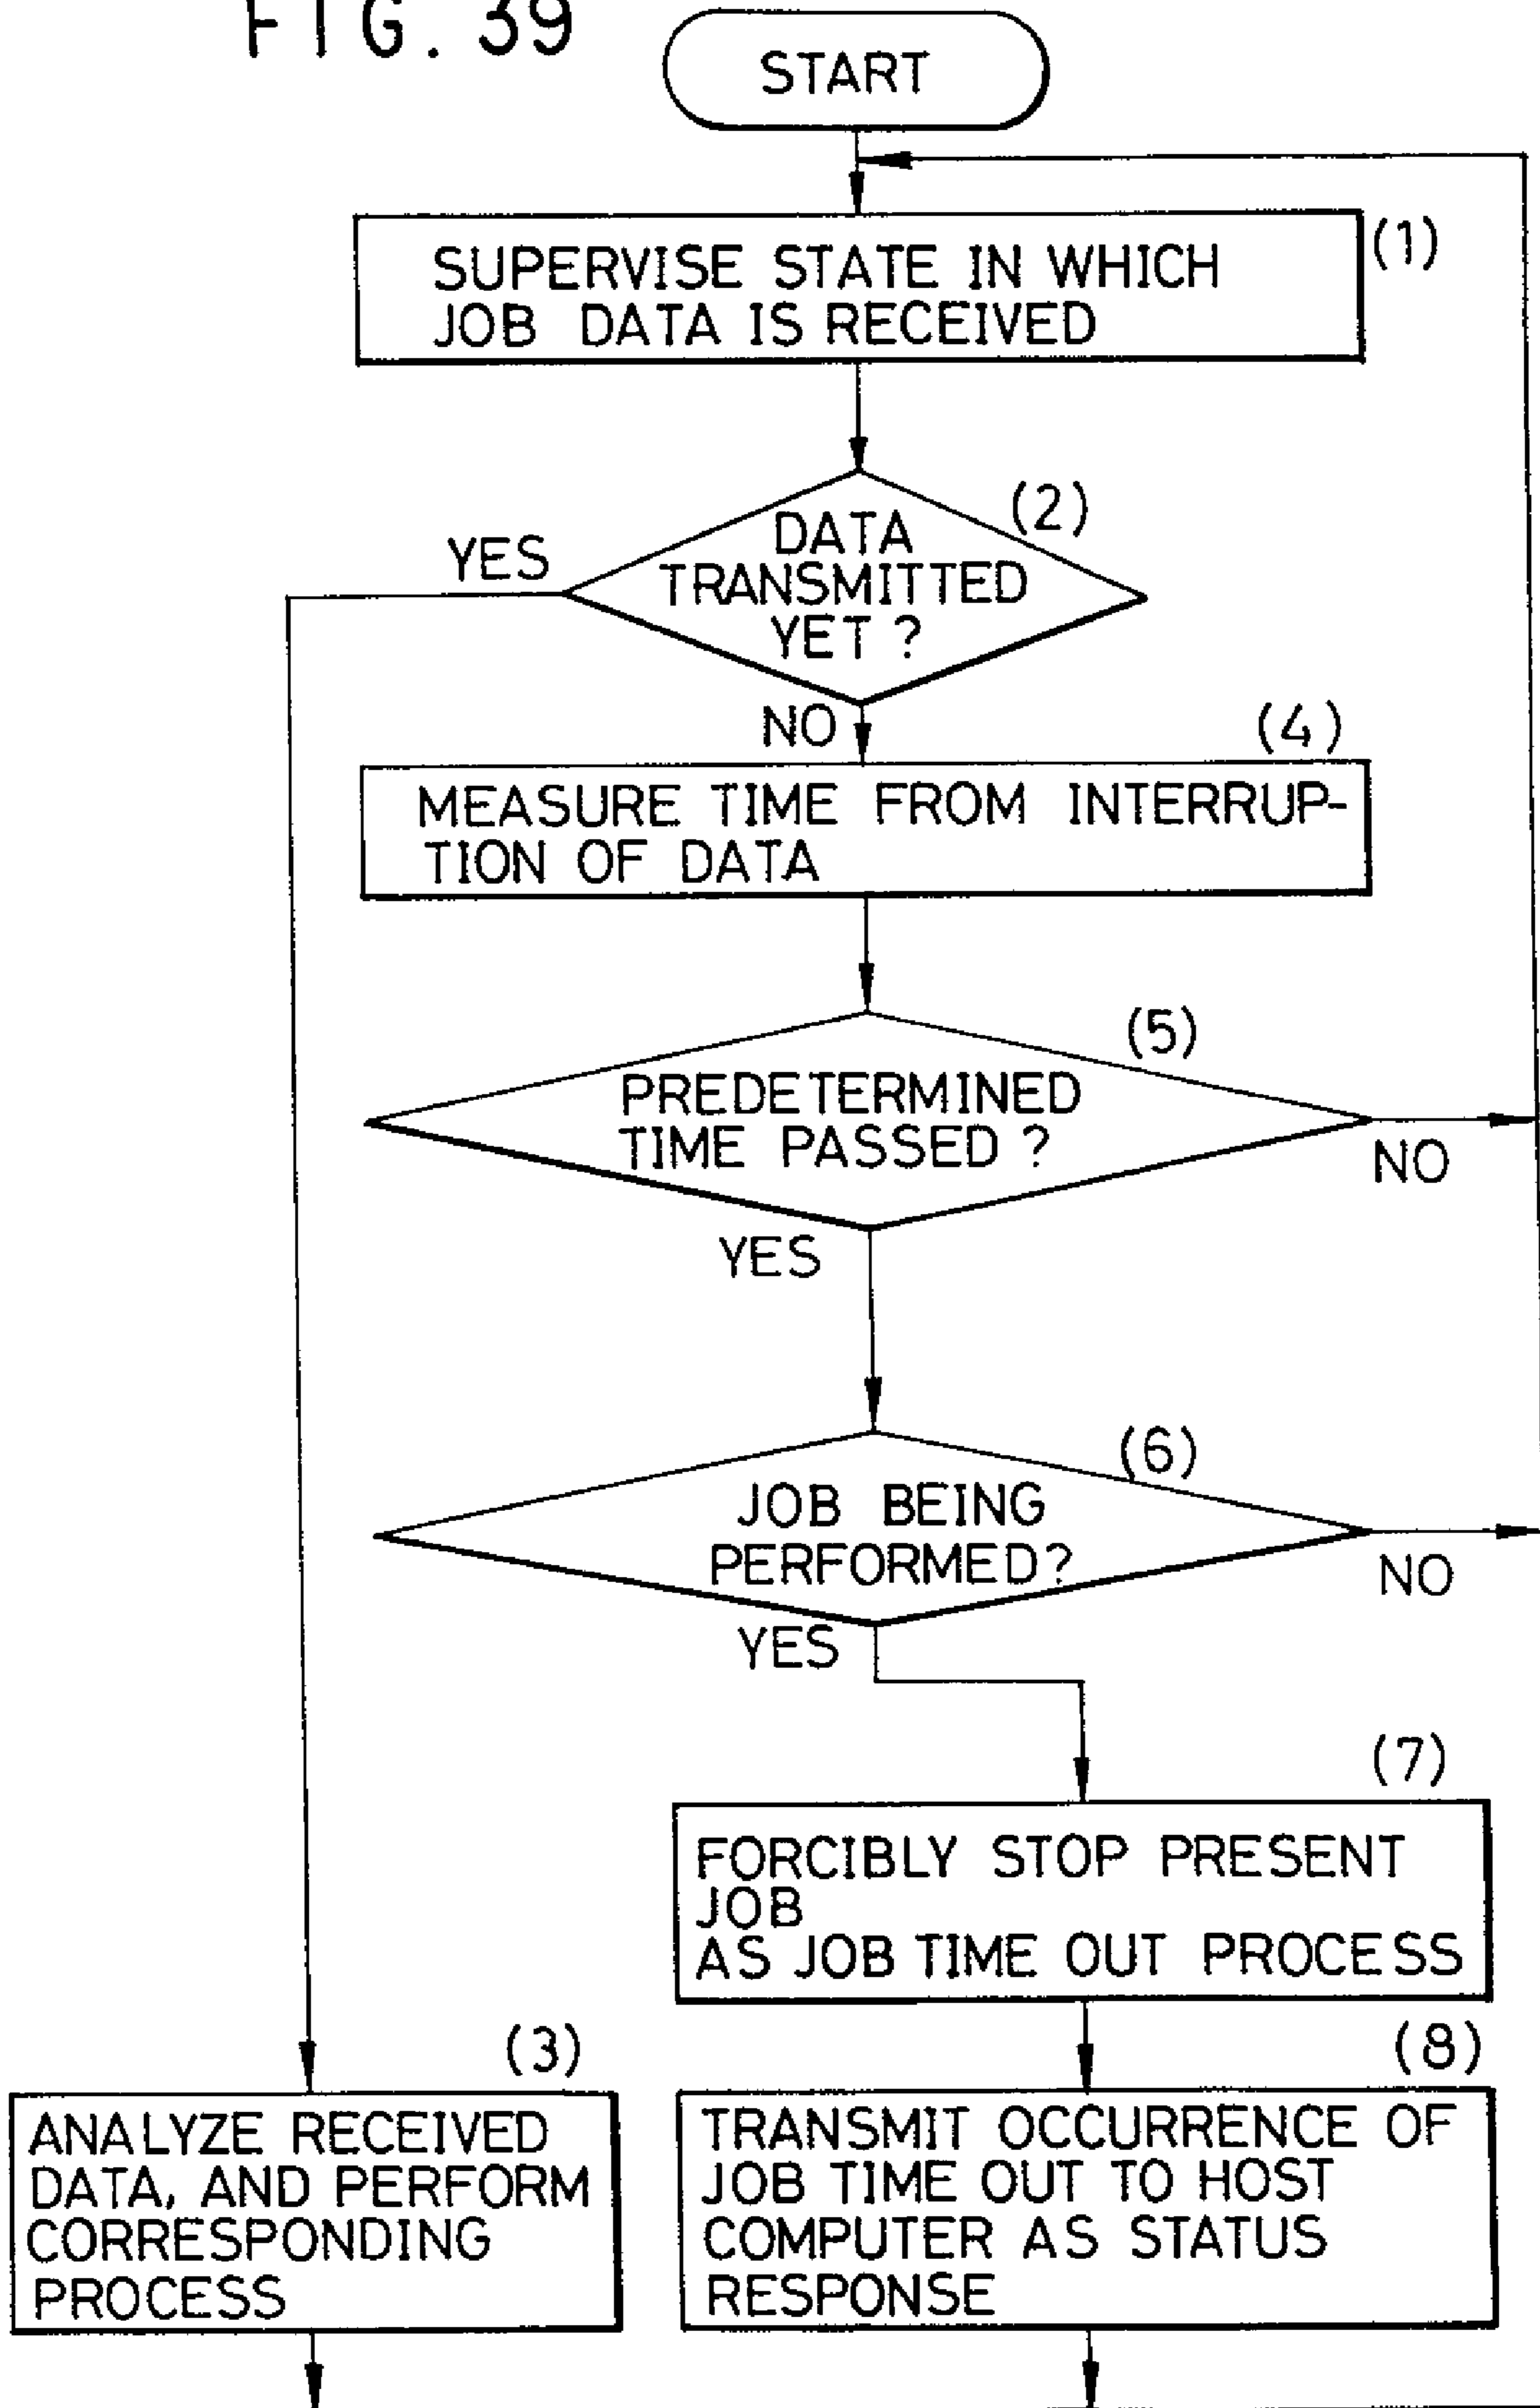 FIG. 39
START
(1)
SUPERVISE STATE IN WHICH
JOB DATA IS RECEIVED
(2)
DATA
TRANSMITTED
YET ?
YES
NO
(4)
MEASURE TIME FROM INTERRUP-
TION OF DATA
(5)
PREDETERMINED
TIME PASSED ?
NO
YES
(6)
JOB BEING
PERFORMED?
NO
YES
(7)
FORCIBLY STOP PRESENT
JOB
AS JOB TIME OUT PROCESS
(3)
ANALYZE RECEIVED
DATA, AND PERFORM
CORRESPONDING
PROCESS
(8)
TRANSMIT OCCURRENCE OF
JOB TIME OUT TO HOST
COMPUTER AS STATUS
RESPONSE